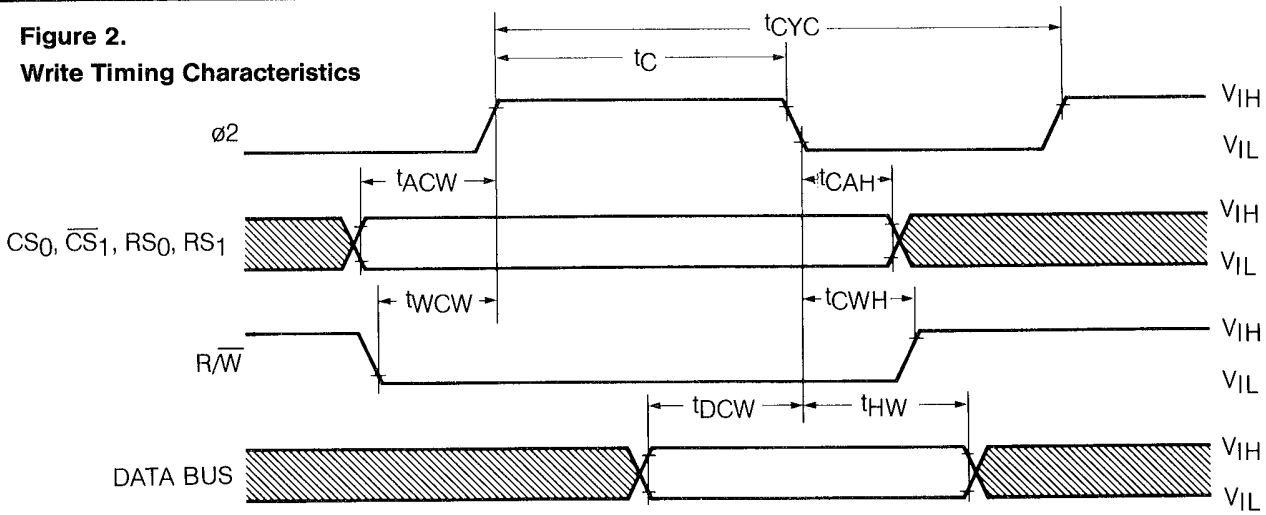 Figure 2.
Write Timing Characteristics
tCYC
tC
ø2
VIH
VIL
tACW
tCAH
CS0, C̅S̅1, RS0, RS1
VIH
VIL
tWCW
tCWH
R/W̅
VIH
VIL
tDCW
tHW
DATA BUS
VIH
VIL